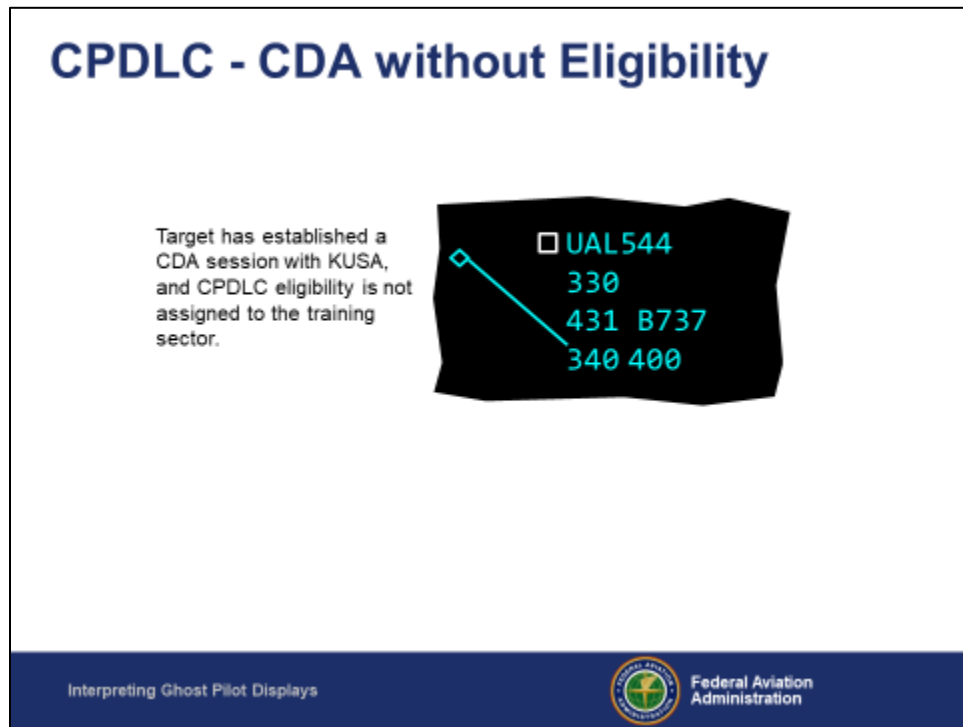 CPDLC - CDA without Eligibility
Target has established a
CDA session with KUSA,
and CPDLC eligibility is not
assigned to the training
sector.
UAL544
330
431 B737
340 400
Interpreting Ghost Pilot Displays
Federal Aviation
Administration